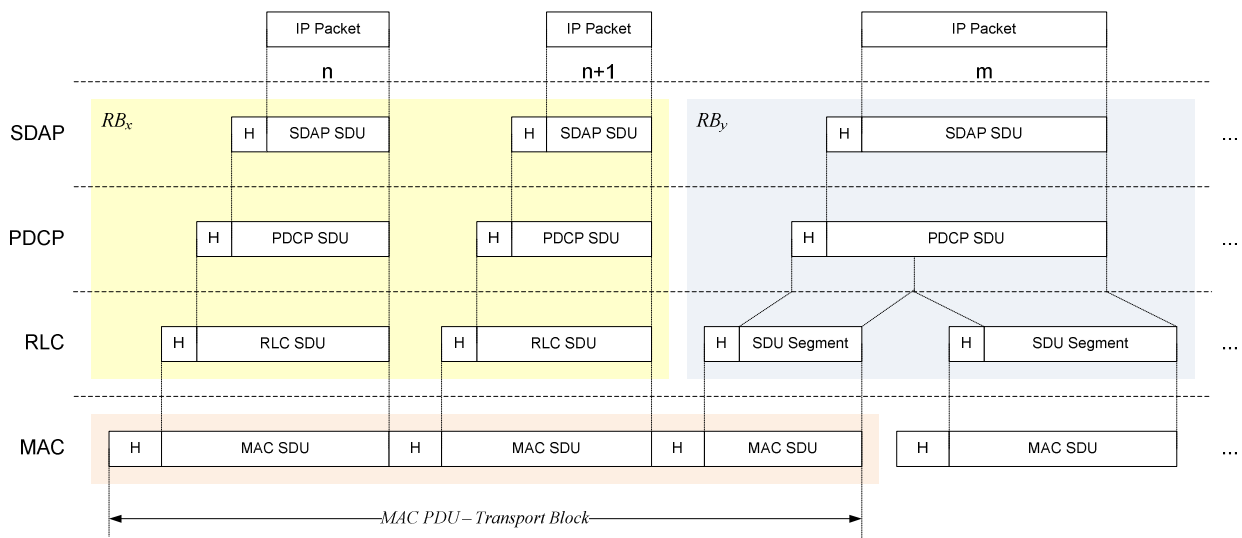 IP Packet IP Packet IP Packet
n n+1 m
RBx RBy
SDAP H SDAP SDU H SDAP SDU H SDAP SDU ...
PDCP H PDCP SDU H PDCP SDU H PDCP SDU ...
RLC H RLC SDU H RLC SDU H SDU Segment H SDU Segment ...
MAC H MAC SDU H MAC SDU H MAC SDU H MAC SDU ...
MAC PDU – Transport Block